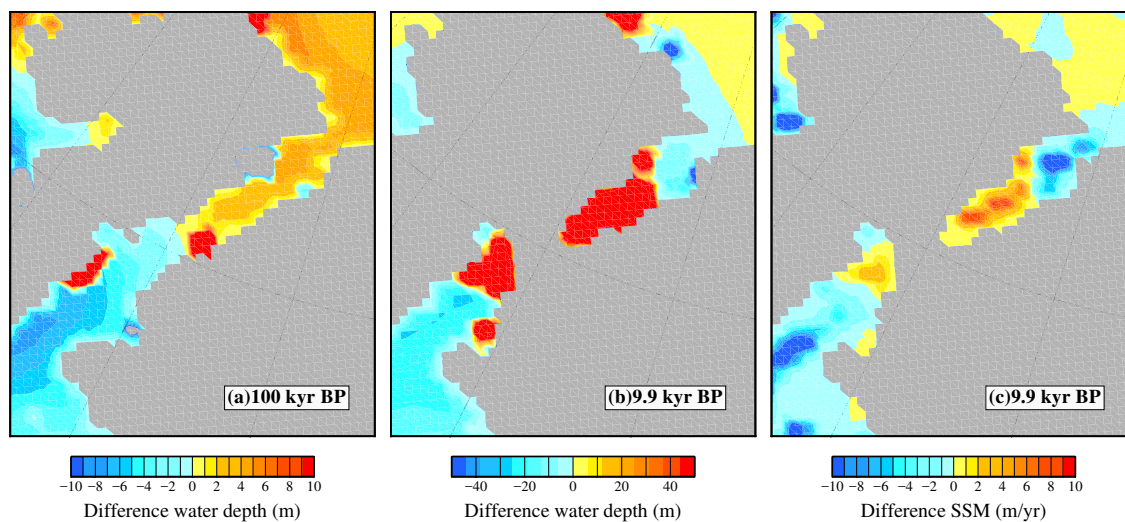 (a)100 kyr BP
(b)9.9 kyr BP
(c)9.9 kyr BP
−10 −8 −6 −4 −2 0 2 4 6 8 10
−40 −20 0 20 40
−10 −8 −6 −4 −2 0 2 4 6 8 10
Difference water depth (m)
Difference water depth (m)
Difference SSM (m/yr)